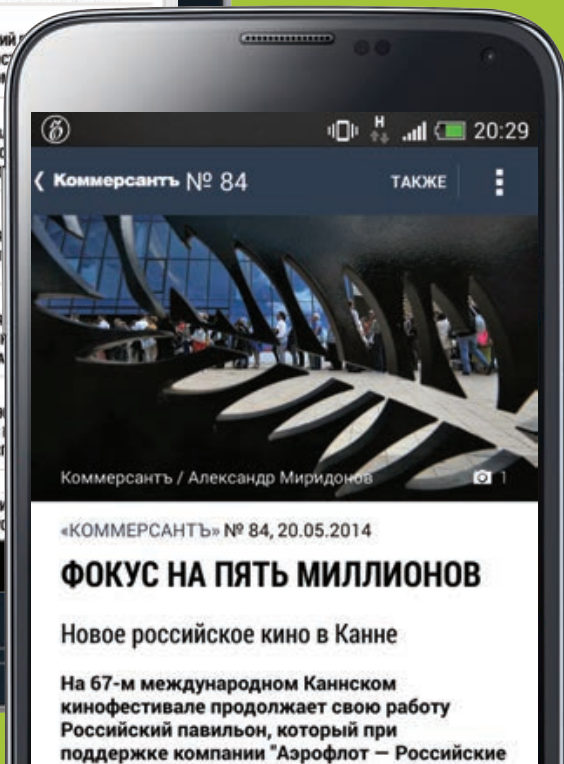 20:29
Коммерсантъ № 84
ТАКЖЕ
Коммерсантъ / Александр Миридонов
1
«КОММЕРСАНТЪ» № 84, 20.05.2014
ФОКУС НА ПЯТЬ МИЛЛИОНОВ
Новое российское кино в Канне
На 67-м международном Каннском
кинофестивале продолжает свою работу
Российский павильон, который при
поддержке компании "Аэрофлот — Российские